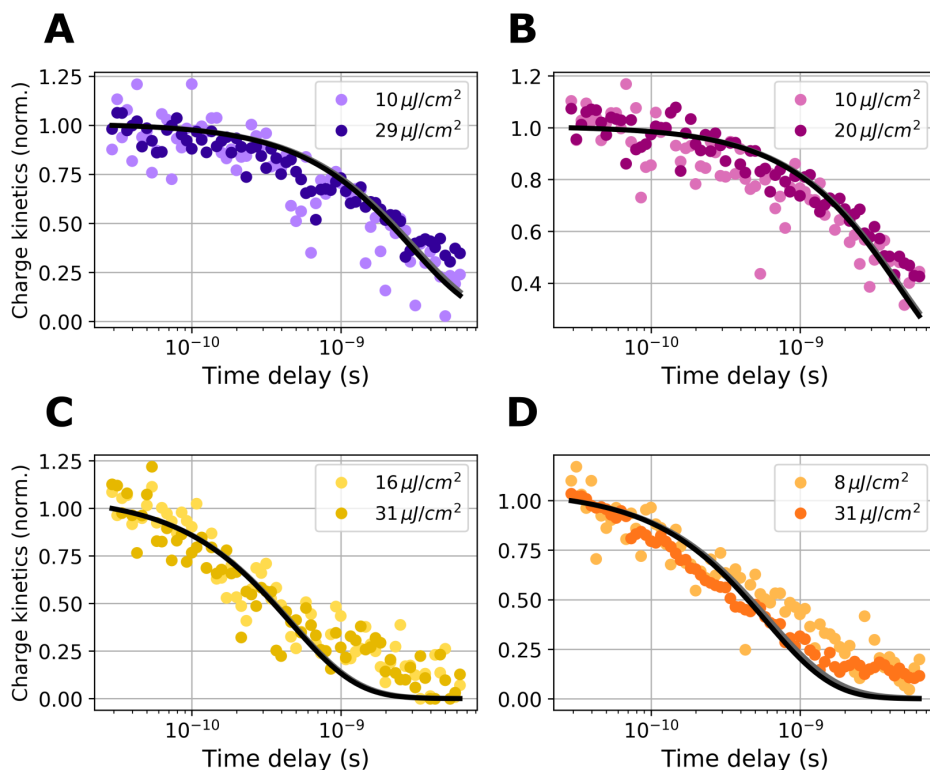 A
1.25
1.00
0.75
0.50
0.25
0.00
Charge kinetics (norm.)
10 μJ/cm²
29 μJ/cm²
10⁻¹⁰
10⁻⁹
Time delay (s)
B
1.2
1.0
0.8
0.6
0.4
10 μJ/cm²
20 μJ/cm²
10⁻¹⁰
10⁻⁹
Time delay (s)
C
1.25
1.00
0.75
0.50
0.25
0.00
Charge kinetics (norm.)
16 μJ/cm²
31 μJ/cm²
10⁻¹⁰
10⁻⁹
Time delay (s)
D
1.00
0.75
0.50
0.25
0.00
8 μJ/cm²
31 μJ/cm²
10⁻¹⁰
10⁻⁹
Time delay (s)